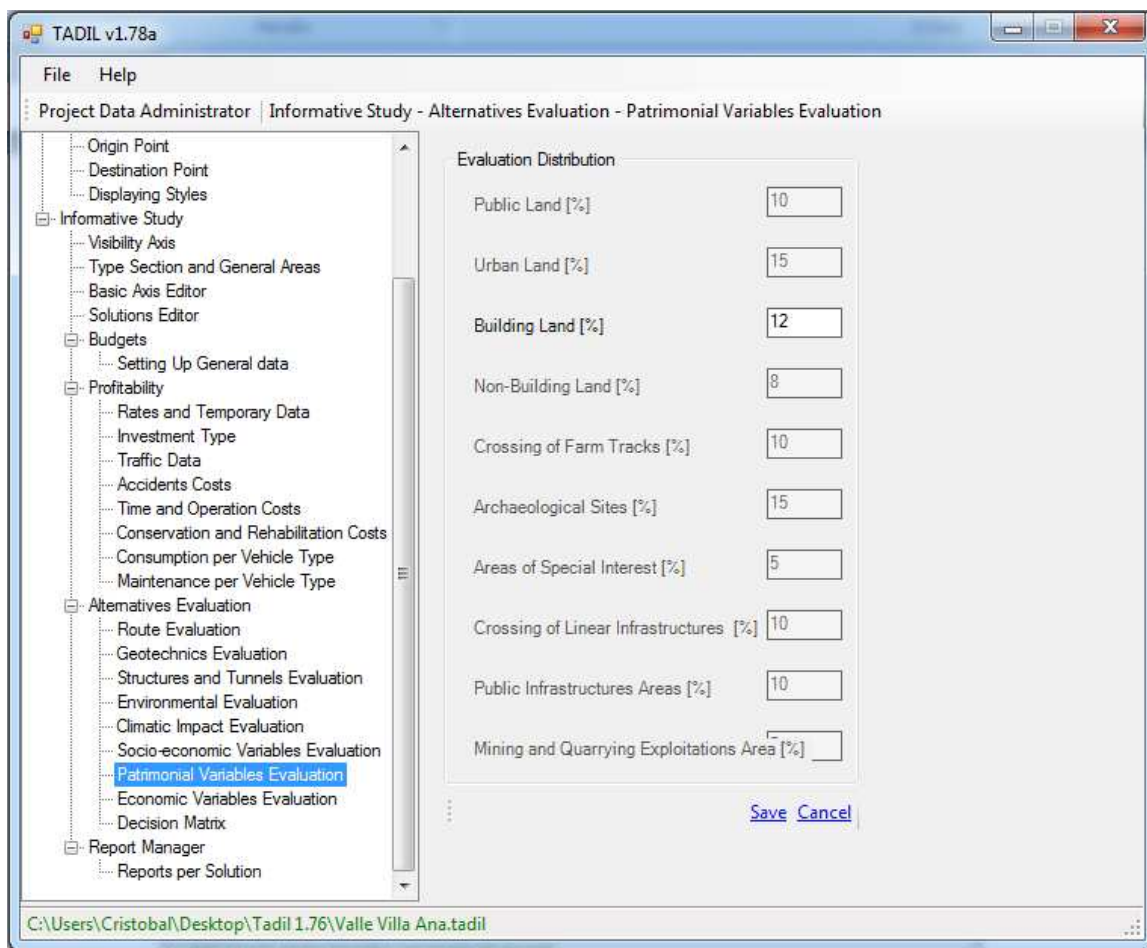 TADIL v1.78a
File Help
Project Data Administrator Informative Study - Alternatives Evaluation - Patrimonial Variables Evaluation
Origin Point
Destination Point
Displaying Styles
Informative Study
Visibility Axis
Type Section and General Areas
Basic Axis Editor
Solutions Editor
Budgets
Setting Up General data
Profitability
Rates and Temporary Data
Investment Type
Traffic Data
Accidents Costs
Time and Operation Costs
Conservation and Rehabilitation Costs
Consumption per Vehicle Type
Maintenance per Vehicle Type
Alternatives Evaluation
Route Evaluation
Geotechnics Evaluation
Structures and Tunnels Evaluation
Environmental Evaluation
Climatic Impact Evaluation
Socio-economic Variables Evaluation
Patrimonial Variables Evaluation
Economic Variables Evaluation
Decision Matrix
Report Manager
Reports per Solution
Evaluation Distribution
Public Land [%] 10
Urban Land [%] 15
Building Land [%] 12
Non-Building Land [%] 8
Crossing of Farm Tracks [%] 10
Archaeological Sites [%] 15
Areas of Special Interest [%] 5
Crossing of Linear Infrastructures [%] 10
Public Infrastructures Areas [%] 10
Mining and Quarrying Exploitations Area [%]
Save Cancel
C:\Users\Cristobal\Desktop\Tadil 1.76\Valle Villa Ana.tadil